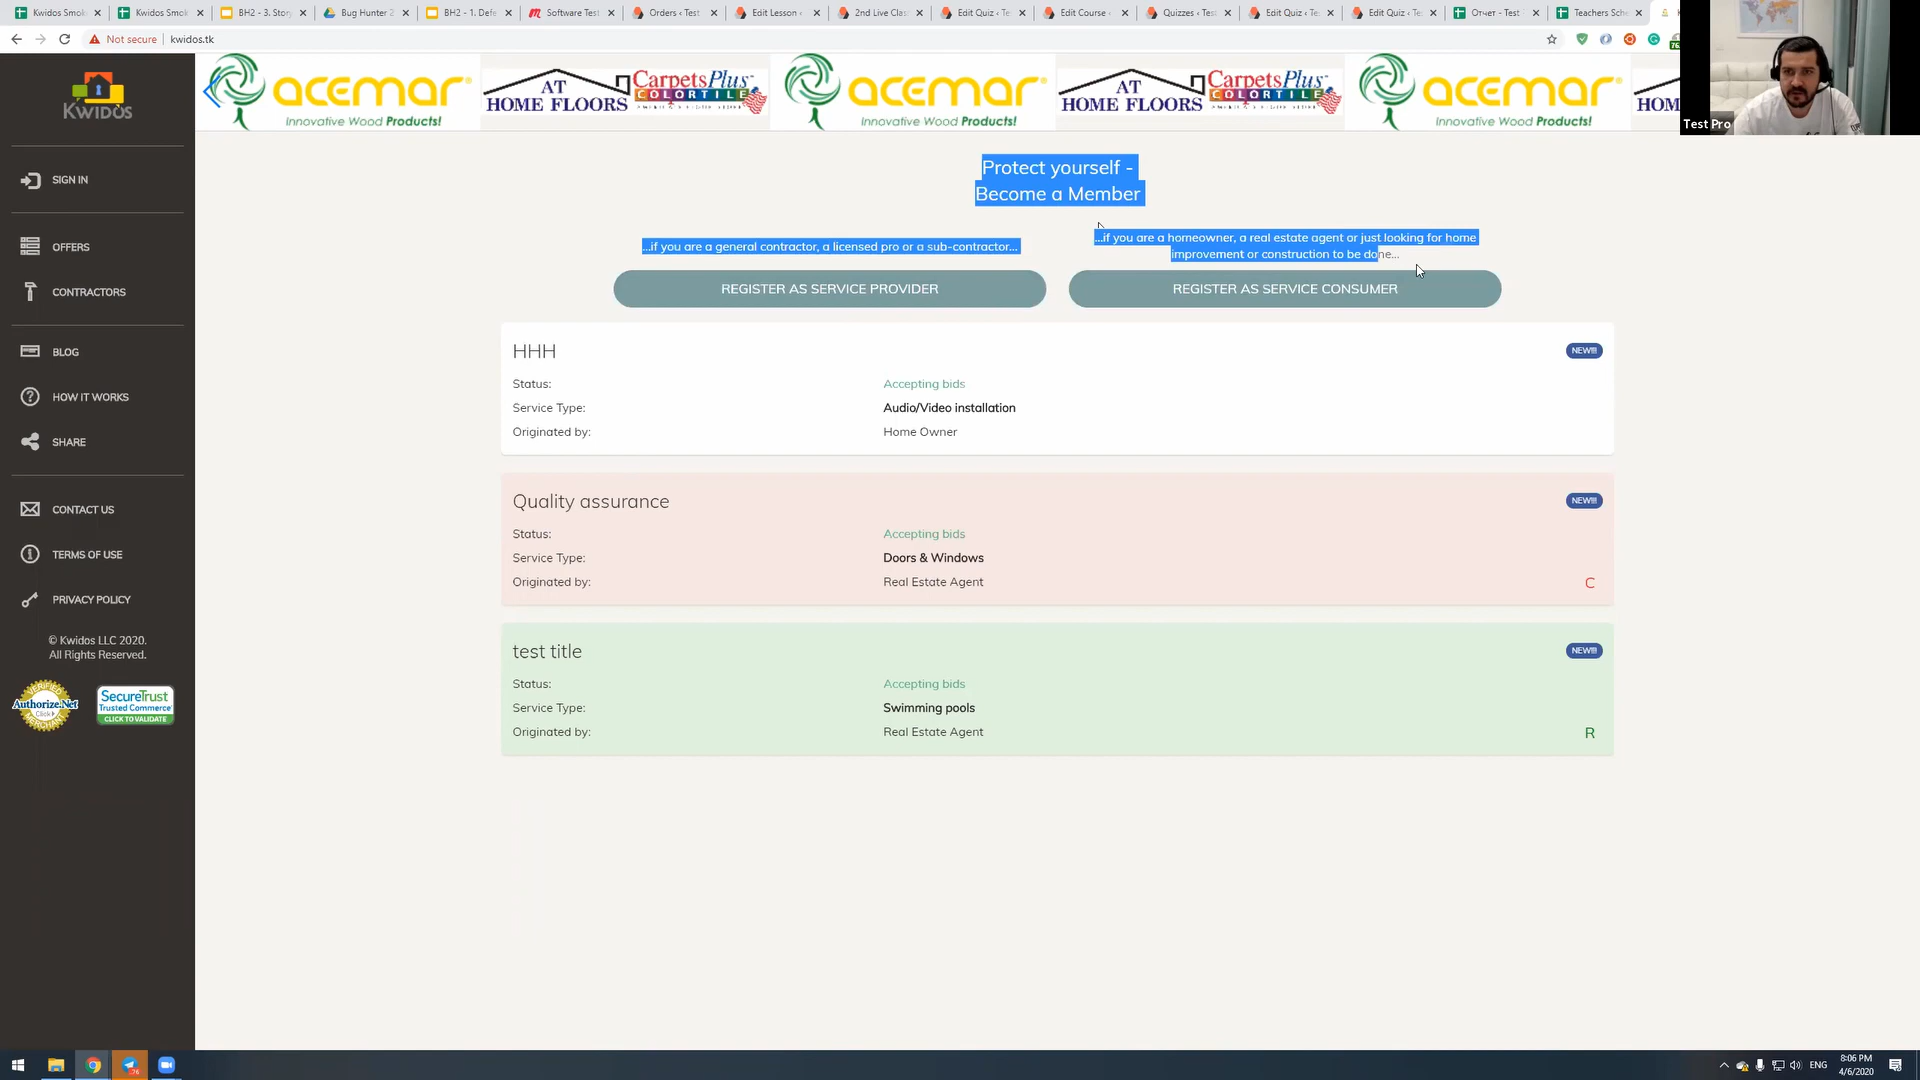 Kwidos Smok
Kwidos Smok
BH2 - 3. Story
Bug Hunter 2
BH2 - 1. Defe
Software Test
Orders ‹ Test
Edit Lesson ‹
2nd Live Clas
Edit Quiz ‹ Te
Edit Course ‹
Quizzes ‹ Test
Edit Quiz ‹ Te
Edit Quiz ‹ Te
Отчет - Test
Teachers Sche
Not secure
kwidos.tk
KWIDOS
acemar
Innovative Wood Products!
AT HOME FLOORS
CarpetsPlus
COLORTILE
acemar
Innovative Wood Products!
AT HOME FLOORS
CarpetsPlus
COLORTILE
acemar
Innovative Wood Products!
HOM
Test Pro
SIGN IN
OFFERS
CONTRACTORS
BLOG
HOW IT WORKS
SHARE
CONTACT US
TERMS OF USE
PRIVACY POLICY
© Kwidos LLC 2020.
All Rights Reserved.
VERIFIED
Authorize.Net
Click
MERCHANT
SecureTrust
Trusted Commerce
CLICK TO VALIDATE
Protect yourself -
Become a Member
...if you are a general contractor, a licensed pro or a sub-contractor...
REGISTER AS SERVICE PROVIDER
...if you are a homeowner, a real estate agent or just looking for home
improvement or construction to be done...
REGISTER AS SERVICE CONSUMER
HHH
NEW!!!
Status: Accepting bids
Service Type: Audio/Video installation
Originated by: Home Owner
Quality assurance
NEW!!!
Status: Accepting bids
Service Type: Doors & Windows
Originated by: Real Estate Agent
C
test title
NEW!!!
Status: Accepting bids
Service Type: Swimming pools
Originated by: Real Estate Agent
R
ENG
8:06 PM
4/6/2020